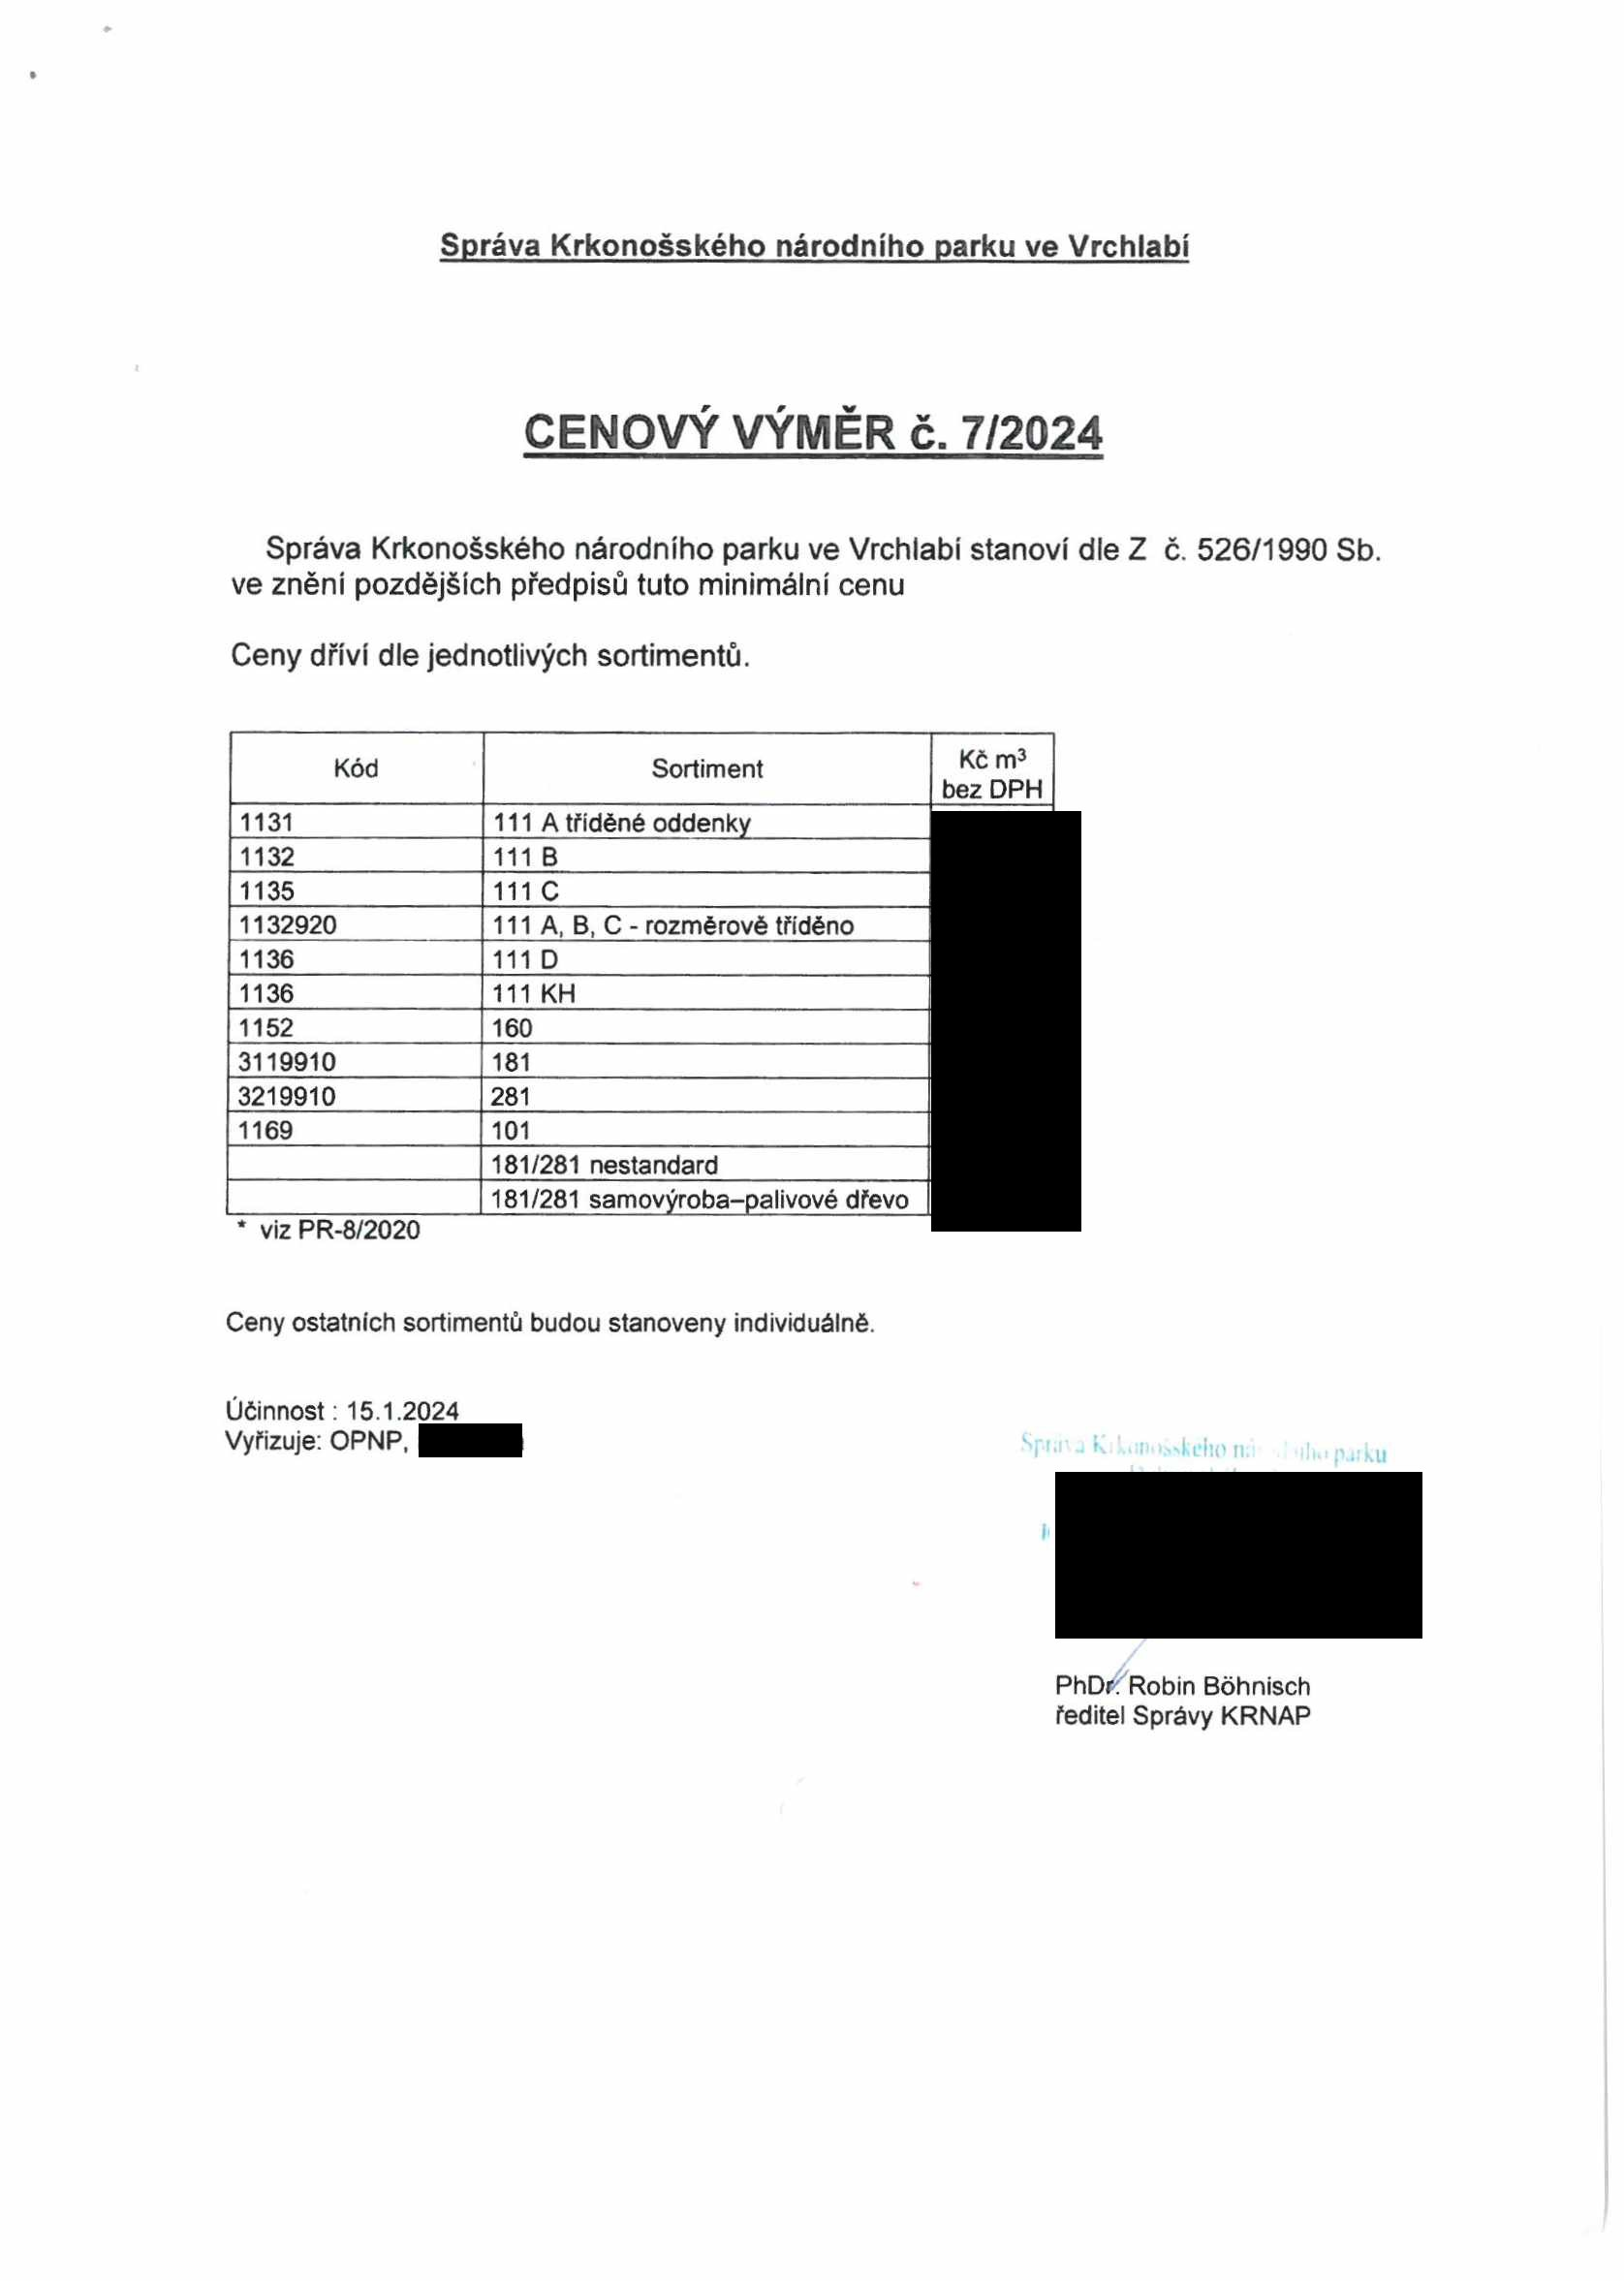 Správa Krkonošského národního parku ve Vrchlabí
CENOVÝ VÝMĚR č. 7/2024
Správa Krkonošského národního parku ve Vrchlabí stanoví dle Z č. 526/1990 Sb.
ve znění pozdějších předpisů tuto minimální cenu
Ceny dříví dle jednotlivých sortimentů.
Kód Sortiment Kč m³ bez DPH
1131 111 A tříděné oddenky
1132 111 B
1135 111 C
1132920 111 A, B, C - rozměrově tříděno
1136 111 D
1136 111 KH
1152 160
3119910 181
3219910 281
1169 101
181/281 nestandard
181/281 samovýroba–palivové dřevo
* viz PR-8/2020
Ceny ostatních sortimentů budou stanoveny individuálně.
Účinnost : 15.1.2024
Vyřizuje: OPNP,
Správa Krkonošského národního parku
PhDr. Robin Böhnisch
ředitel Správy KRNAP